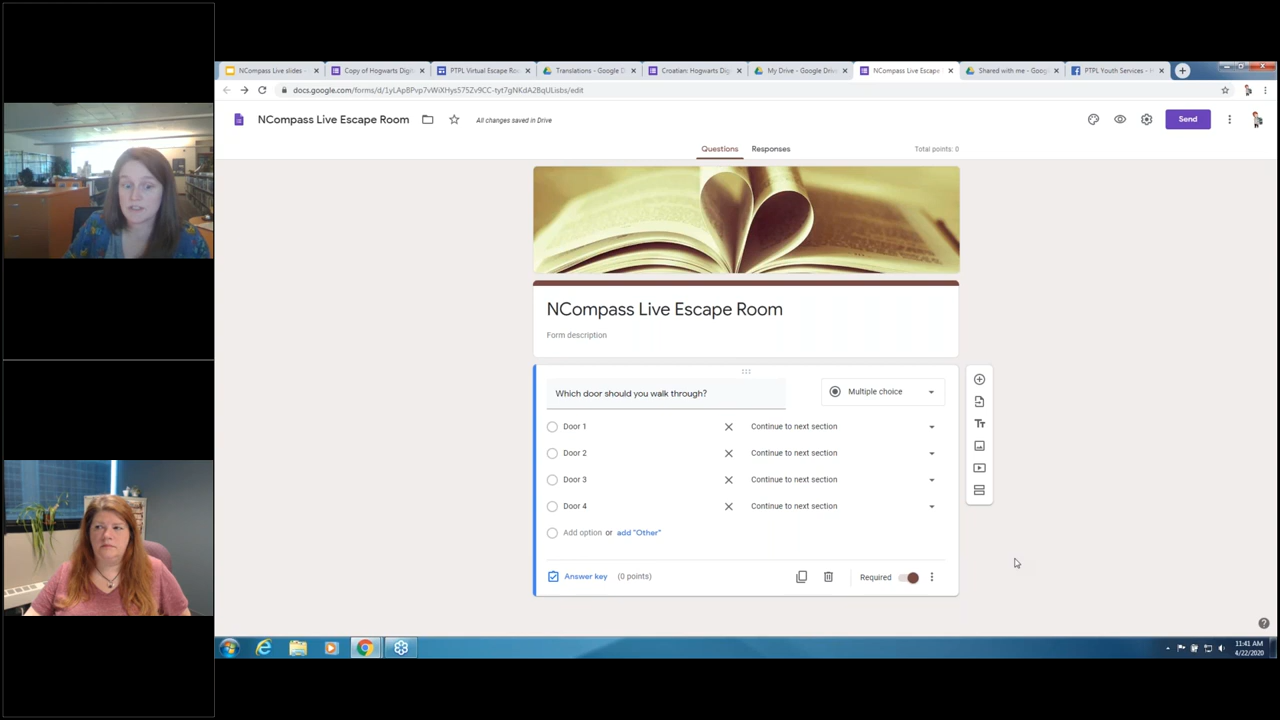 NCompass Live slides -
Copy of Hogwarts Digit
PTPL Virtual Escape Roo
Translations - Google D
Croatian: Hogwarts Dig
My Drive - Google Driv
NCompass Live Escape
Shared with me - Goog
PTPL Youth Services -
docs.google.com/forms/d/1yLApBPvp7vWiXHys575Zv9CC-tyt7gNKdA2BqULisbs/edit
NCompass Live Escape Room
All changes saved in Drive
Send
Questions
Responses
Total points: 0
NCompass Live Escape Room
Form description
Which door should you walk through?
Multiple choice
Door 1
Continue to next section
Door 2
Continue to next section
Door 3
Continue to next section
Door 4
Continue to next section
Add option or add "Other"
Tт
Answer key (0 points)
Required
11:41 AM
4/22/2020